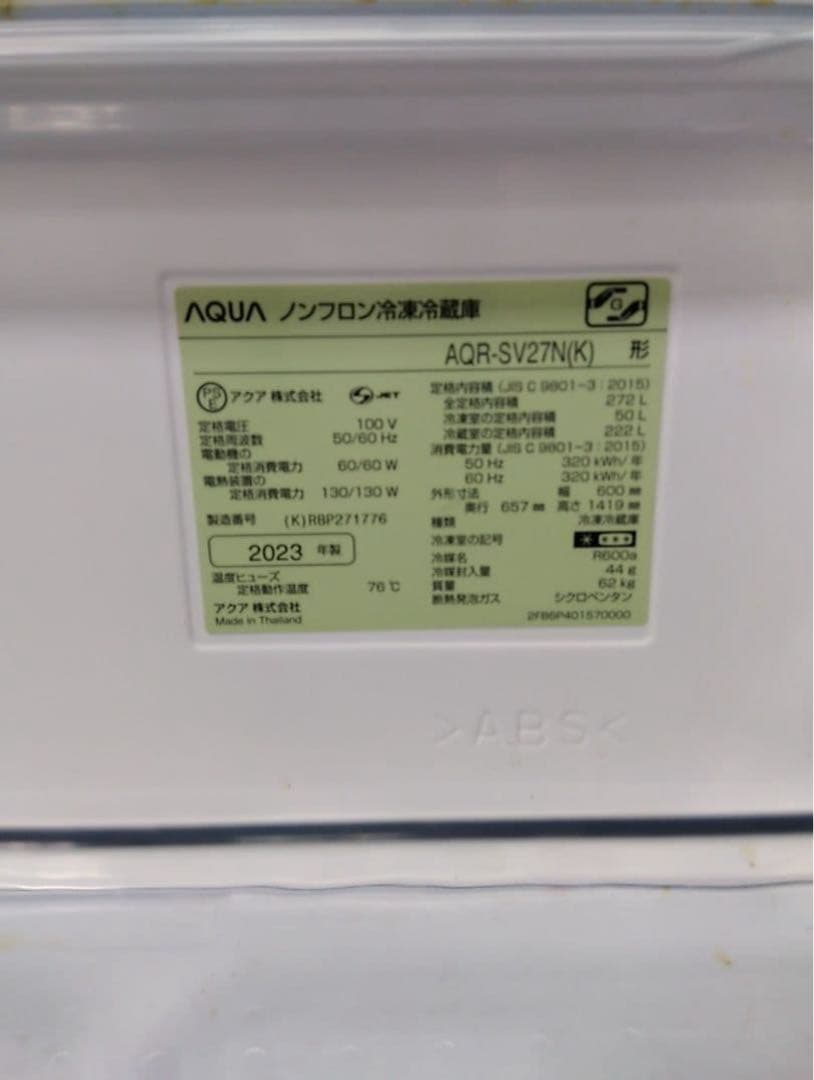 AQUA ノンフロン冷凍冷蔵庫
G
AQR-SV27N(K) 形
PSE アクア 株式会社 JET
定格電圧 100 V
定格周波数 50/60 Hz
電動機の
定格消費電力 60/60 W
電熱装置の
定格消費電力 130/130 W
製造番号 (K)RBP271776
2023 年製
温度ヒューズ
定格動作温度 76℃
アクア 株式会社
Made in Thailand
定格内容積 (JIS C 9801-3 : 2015)
全定格内容積 272 L
冷凍室の定格内容積 50 L
冷蔵室の定格内容積 222 L
消費電力量 (JIS C 9801-3 : 2015)
50 Hz 320 kWh/年
60 Hz 320 kWh/年
外形寸法 幅 600 ㎜
奥行 657 ㎜ 高さ 1419 ㎜
種類 冷凍冷蔵庫
冷凍室の記号
冷媒名 R600a
冷媒封入量 44 g
質量 62 kg
断熱発泡ガス シクロペンタン
2FB6P401570000
>ABS<